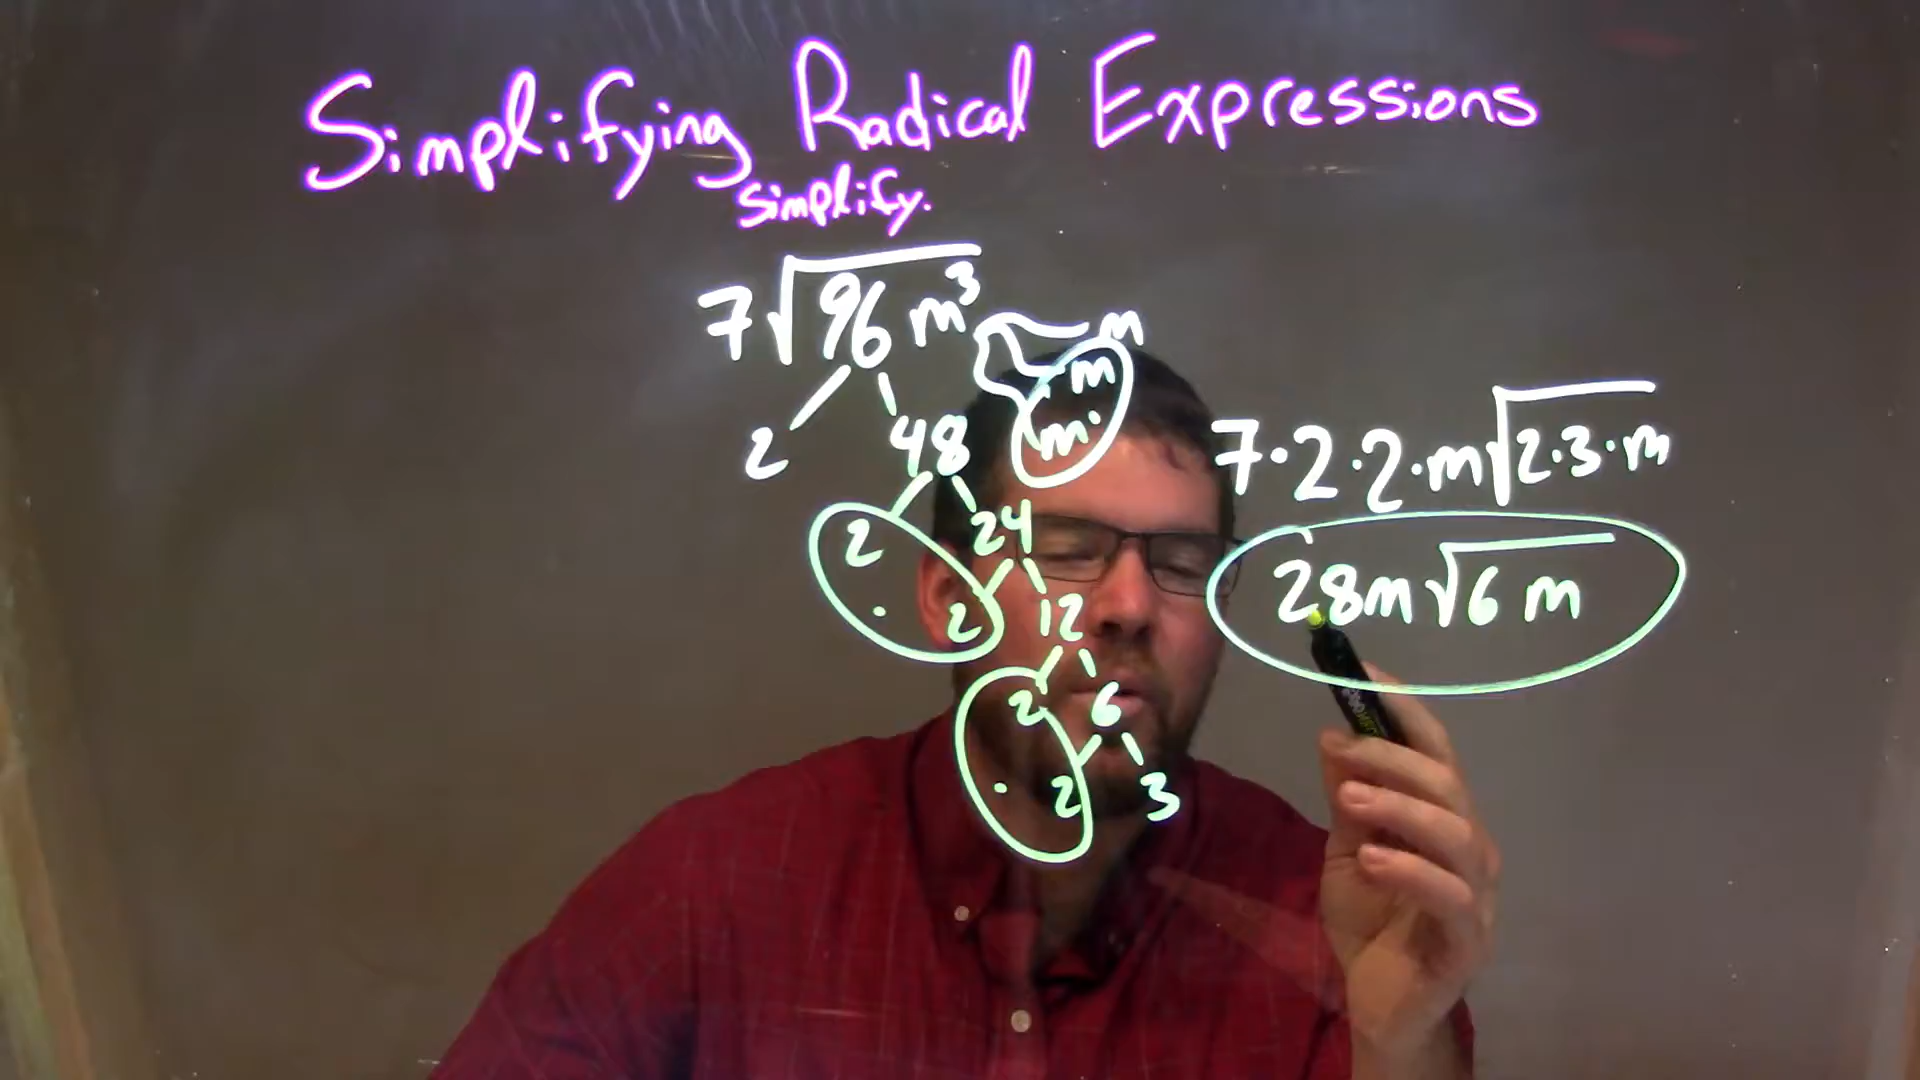 Simplifying Radical Expressions
simplify.
7√96m³
m
m
m
2 48
2 24
2 12
2 6
2 3
7·2·2·m√2·3·m
28m√6m